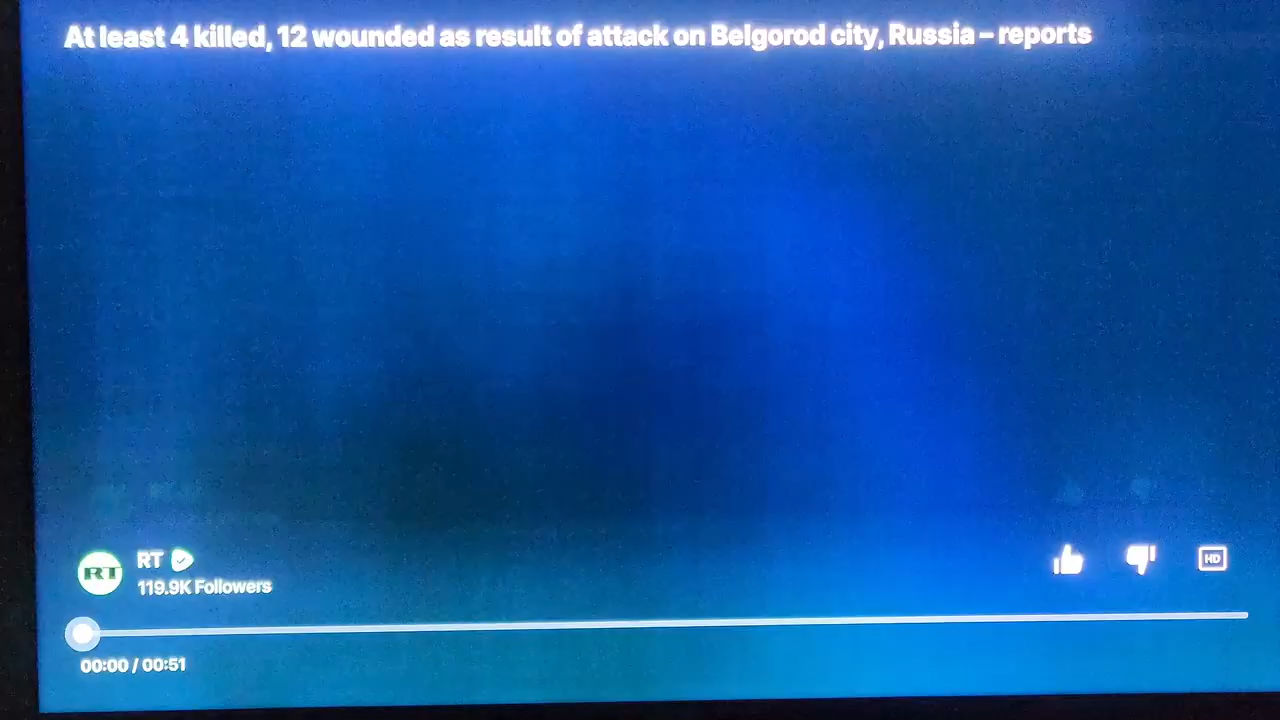 At least 4 killed, 12 wounded as result of attack on Belgorod city, Russia – reports
RT
RT
119.9K Followers
HD
00:00 / 00:51